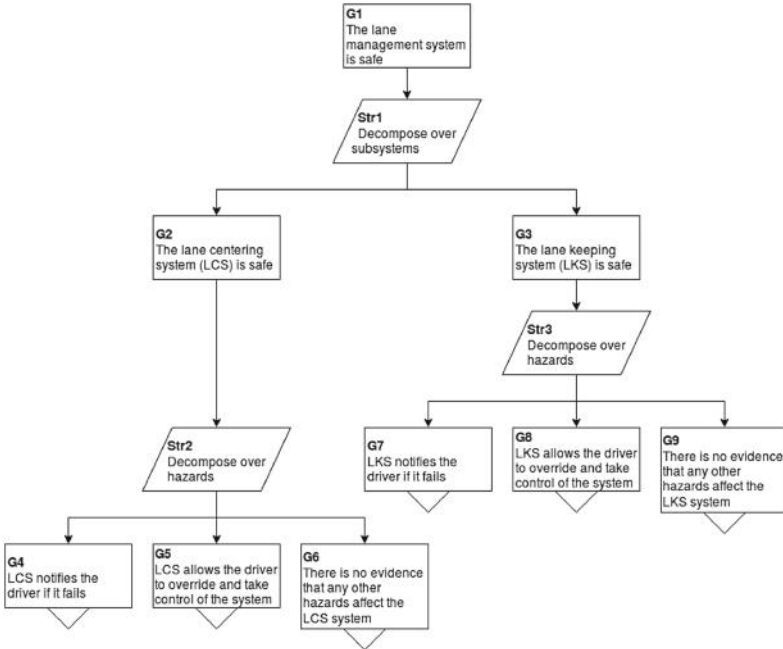 G1
The lane
management system
is safe
Str1
Decompose over
subsystems
G2
The lane centering
system (LCS) is safe
G3
The lane keeping
system (LKS) is safe
Str3
Decompose over
hazards
Str2
Decompose over
hazards
G7
LKS notifies the
driver if it fails
G8
LKS allows the driver
to override and take
control of the system
G9
There is no evidence
that any other
hazards affect the
LKS system
G4
LCS notifies the
driver if it fails
G5
LCS allows the driver
to override and take
control of the system
G6
There is no evidence
that any other
hazards affect the
LCS system